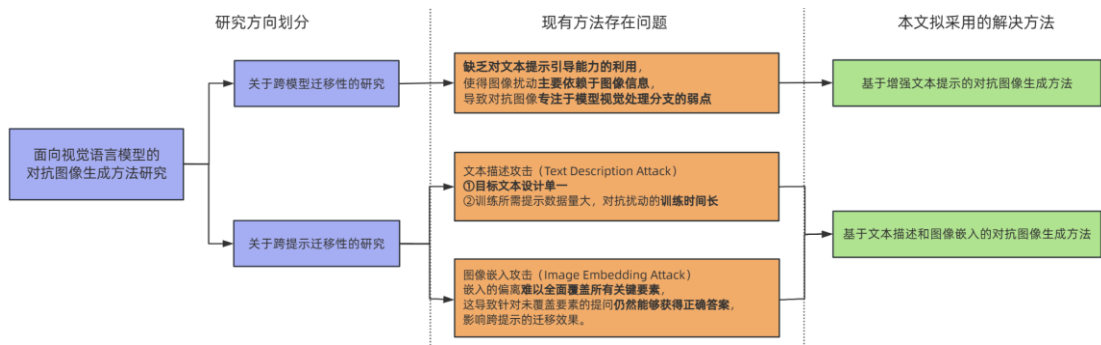 研究方向划分
现有方法存在问题
本文拟采用的解决方法
面向视觉语言模型的
对抗图像生成方法研究
关于跨模型迁移性的研究
缺乏对文本提示引导能力的利用，
使得图像扰动主要依赖于图像信息，
导致对抗图像专注于模型视觉处理分支的弱点
基于增强文本提示的对抗图像生成方法
关于跨提示迁移性的研究
文本描述攻击（Text Description Attack）
①目标文本设计单一
②训练所需提示数据量大，对抗扰动的训练时间长
图像嵌入攻击（Image Embedding Attack）
嵌入的偏离难以全面覆盖所有关键要素，
这导致针对未覆盖要素的提问仍然能够获得正确答案，
影响跨提示的迁移效果。
基于文本描述和图像嵌入的对抗图像生成方法